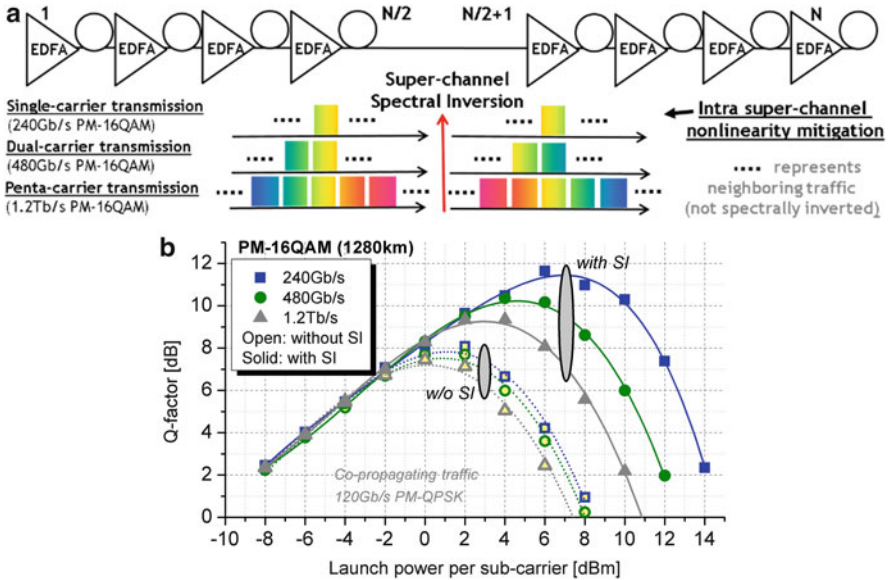 a
1
N/2
N/2+1
N
EDFA
EDFA
EDFA
EDFA
EDFA
EDFA
EDFA
EDFA
Super-channel
Spectral Inversion
Single-carrier transmission
(240Gb/s PM-16QAM)
Dual-carrier transmission
(480Gb/s PM-16QAM)
Penta-carrier transmission
(1.2Tb/s PM-16QAM)
Intra super-channel
nonlinearity mitigation
represents
neighboring traffic
(not spectrally inverted)
b
PM-16QAM (1280km)
240Gb/s
480Gb/s
1.2Tb/s
Open: without SI
Solid: with SI
with SI
w/o SI
Co-propagating traffic
120Gb/s PM-QPSK
Q-factor [dB]
12
10
8
6
4
2
0
-10 -8 -6 -4 -2 0 2 4 6 8 10 12 14
Launch power per sub-carrier [dBm]